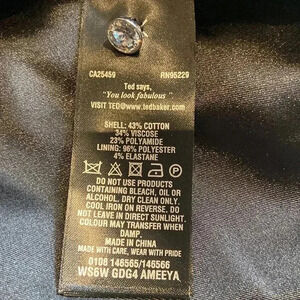 CA25459 RN95229
Ted says,
"You look fabulous"
VISIT TED@www.tedbaker.com
SHELL: 43% COTTON
34% VISCOSE
23% POLYAMIDE
LINING: 96% POLYESTER
4% ELASTANE
DO NOT USE PRODUCTS
CONTAINING BLEACH, OIL OR
ALCOHOL. DRY CLEAN ONLY.
COOL IRON ON REVERSE, DO
NOT LEAVE IN DIRECT SUNLIGHT.
COLOUR MAY TRANSFER WHEN
DAMP.
MADE IN CHINA
MADE WITH CARE, WEAR WITH PRIDE
0108 146565/146566
WS6W GDG4 AMEEYA